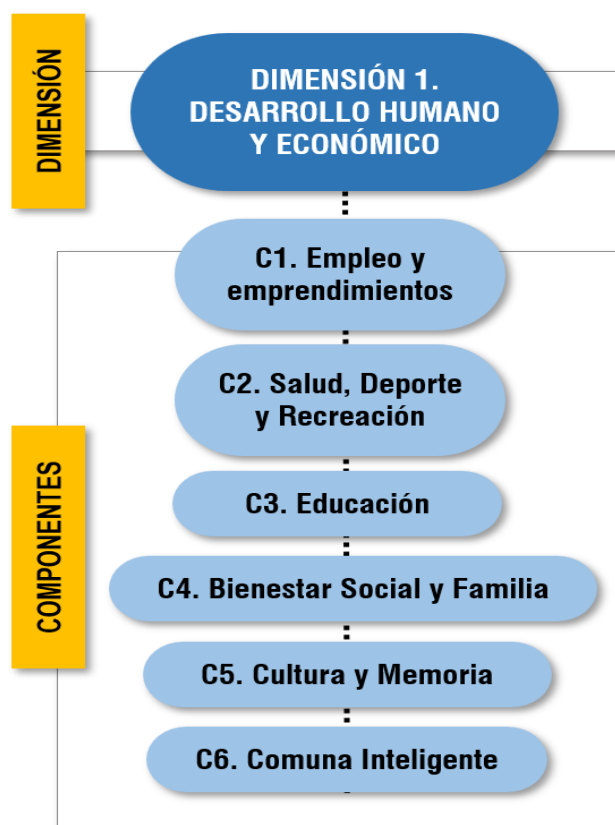 DIMENSIÓN
DIMENSIÓN 1.
DESARROLLO HUMANO
Y ECONÓMICO
COMPONENTES
C1. Empleo y
emprendimientos
C2. Salud, Deporte
y Recreación
C3. Educación
C4. Bienestar Social y Familia
C5. Cultura y Memoria
C6. Comuna Inteligente